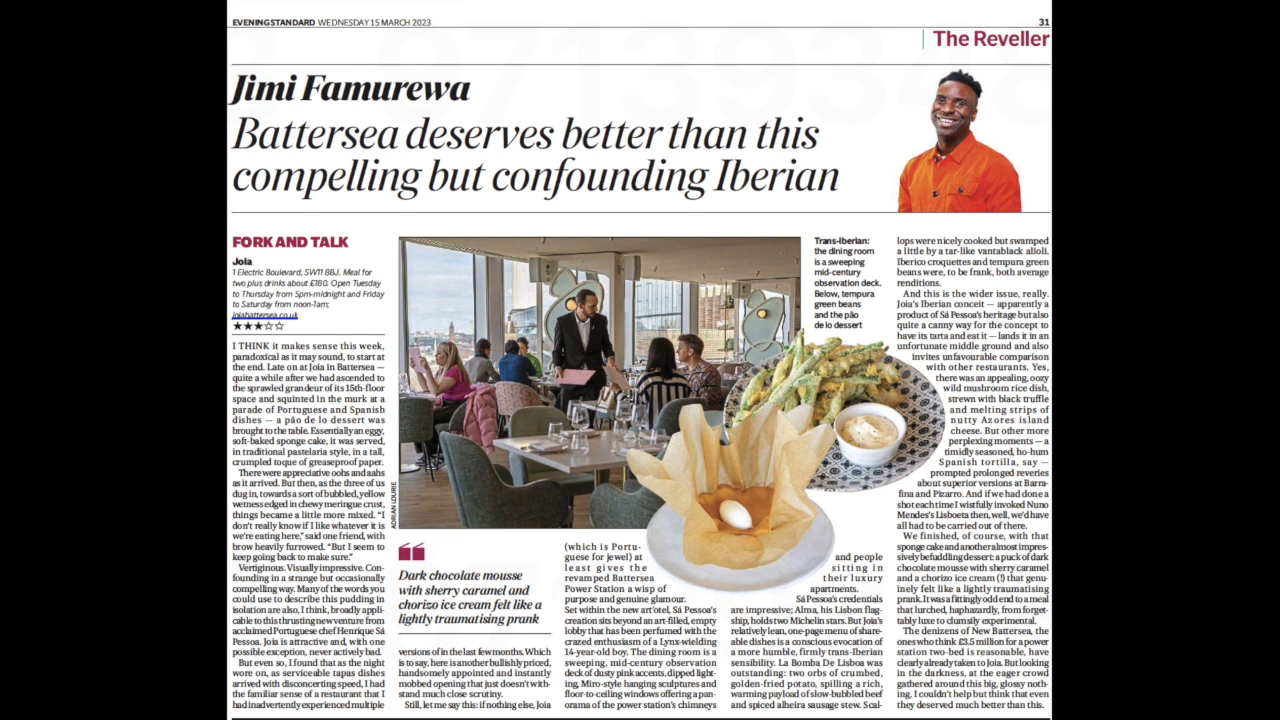 EVENING STANDARD WEDNESDAY 15 MARCH 2023
31
The Reveller
Jimi Famurewa
Battersea deserves better than this
compelling but confounding Iberian
FORK AND TALK
Joia
1 Electric Boulevard, SW11 8BJ. Meal for
two plus drinks about £180. Open Tuesday
to Thursday from 5pm-midnight and Friday
to Saturday from noon-1am;
joiabattersea.co.uk
★★★☆☆
I THINK it makes sense this week,
paradoxical as it may sound, to start at
the end. Late on at Joia in Battersea —
quite a while after we had ascended to
the sprawled grandeur of its 15th-floor
space and squinted in the murk at a
parade of Portuguese and Spanish
dishes — a pão de lo dessert was
brought to the table. Essentially an eggy,
soft-baked sponge cake, it was served,
in traditional pastelaria style, in a tall,
crumpled toque of greaseproof paper.
There were appreciative oohs and aahs
as it arrived. But then, as the three of us
dug in, towards a sort of bubbled, yellow
wetness edged in chewy meringue crust,
things became a little more mixed. “I
don't really know if I like whatever it is
we're eating here,” said one friend, with
brow heavily furrowed. “But I seem to
keep going back to make sure.”
Vertiginous. Visually impressive. Con-
founding in a strange but occasionally
compelling way. Many of the words you
could use to describe this pudding in
isolation are also, I think, broadly appli-
cable to this thrusting new venture from
acclaimed Portuguese chef Henrique Sá
Pessoa. Joia is attractive and, with one
possible exception, never actively bad.
But even so, I found that as the night
wore on, as serviceable tapas dishes
arrived with disconcerting speed, I had
the familiar sense of a restaurant that I
had inadvertently experienced multiple
ADRIAN LOURIE
Dark chocolate mousse
with sherry caramel and
chorizo ice cream felt like a
lightly traumatising prank
versions of in the last few months. Which
is to say, here is another bullishly priced,
handsomely appointed and instantly
mobbed opening that just doesn't with-
stand much close scrutiny.
Still, let me say this: if nothing else, Joia
(which is Portu-
guese for jewel) at
least gives the
revamped Battersea
Power Station a wisp of
purpose and genuine glamour.
Set within the new art'otel, Sá Pessoa's
creation sits beyond an art-filled, empty
lobby that has been perfumed with the
crazed enthusiasm of a Lynx-wielding
14-year-old boy. The dining room is a
sweeping, mid-century observation
deck of dusty pink accents, dipped light-
ing, Miro-style hanging sculptures and
floor-to-ceiling windows offering a pan-
orama of the power station's chimneys
Trans-Iberian:
the dining room
is a sweeping
mid-century
observation deck.
Below, tempura
green beans
and the pão
de lo dessert
and people
sitting in
their luxury
apartments.
Sá Pessoa's credentials
are impressive; Alma, his Lisbon flag-
ship, holds two Michelin stars. But Joia's
relatively lean, one-page menu of share-
able dishes is a conscious evocation of
a more humble, firmly trans-Iberian
sensibility. La Bomba De Lisboa was
outstanding: two orbs of crumbed,
golden-fried potato, spilling a rich,
warming payload of slow-bubbled beef
and spiced alheira sausage stew. Scal-
lops were nicely cooked but swamped
a little by a tar-like vantablack alioli.
Iberico croquettes and tempura green
beans were, to be frank, both average
renditions.
And this is the wider issue, really.
Joia's Iberian conceit — apparently a
product of Sá Pessoa's heritage but also
quite a canny way for the concept to
have its tarta and eat it — lands it in an
unfortunate middle ground and also
invites unfavourable comparison
with other restaurants. Yes,
there was an appealing, oozy
wild mushroom rice dish,
strewn with black truffle
and melting strips of
nutty Azores island
cheese. But other more
perplexing moments — a
timidly seasoned, ho-hum
Spanish tortilla, say —
prompted prolonged reveries
about superior versions at Barra-
fina and Pizarro. And if we had done a
shot each time I wistfully invoked Nuno
Mendes's Lisboeta then, well, we'd have
all had to be carried out of there.
We finished, of course, with that
sponge cake and another almost impres-
sively befuddling dessert: a puck of dark
chocolate mousse with sherry caramel
and a chorizo ice cream (!) that genu-
inely felt like a lightly traumatising
prank. It was a fittingly odd end to a meal
that lurched, haphazardly, from forget-
tably luxe to clumsily experimental.
The denizens of New Battersea, the
ones who think £3.5 million for a power
station two-bed is reasonable, have
clearly already taken to Joia. But looking
in the darkness, at the eager crowd
gathered around this big, glossy noth-
ing, I couldn't help but think that even
they deserved much better than this.